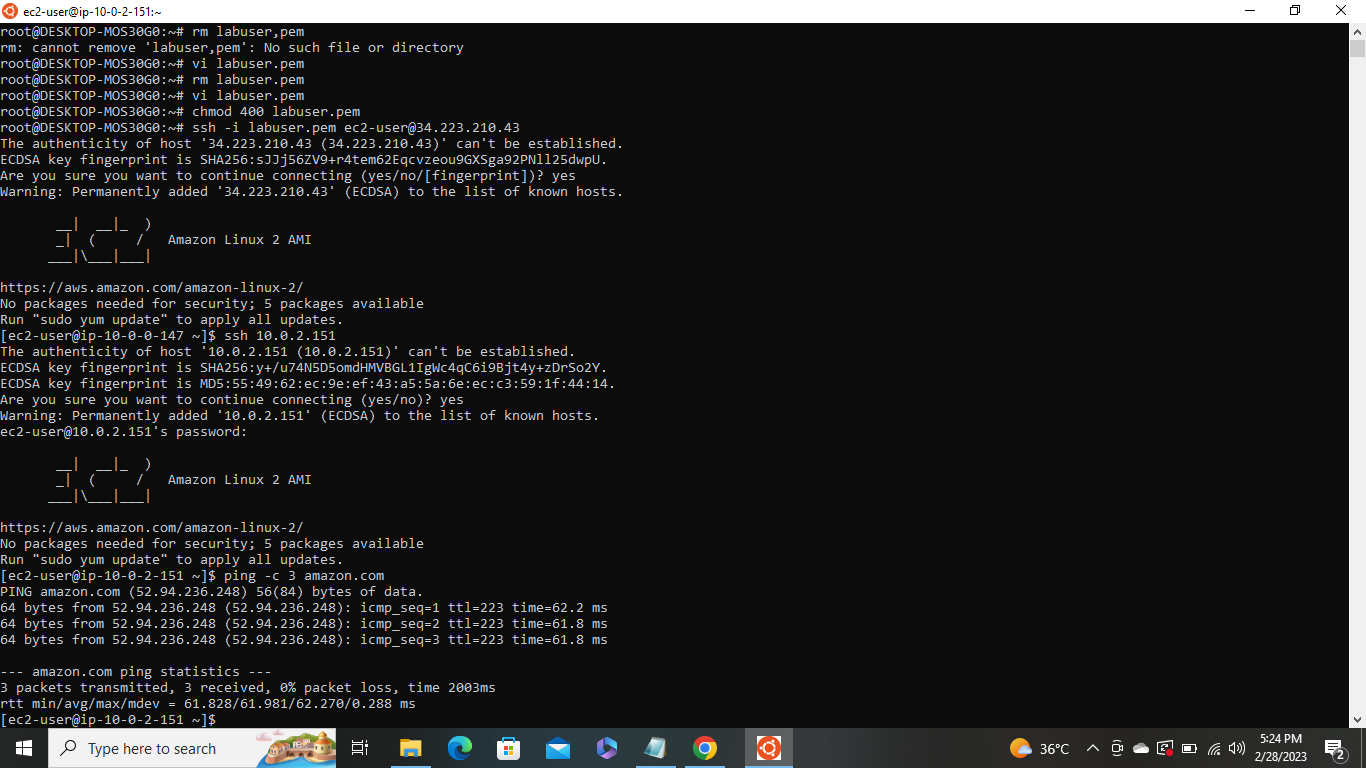 ec2-user@ip-10-0-2-151:~
root@DESKTOP-MOS30G0:~# rm labuser,pem
rm: cannot remove 'labuser,pem': No such file or directory
root@DESKTOP-MOS30G0:~# vi labuser.pem
root@DESKTOP-MOS30G0:~# rm labuser.pem
root@DESKTOP-MOS30G0:~# vi labuser.pem
root@DESKTOP-MOS30G0:~# chmod 400 labuser.pem
root@DESKTOP-MOS30G0:~# ssh -i labuser.pem ec2-user@34.223.210.43
The authenticity of host '34.223.210.43 (34.223.210.43)' can't be established.
ECDSA key fingerprint is SHA256:sJJj56ZV9+r4tem62Eqcvzeou9GXSga92PNll25dwpU.
Are you sure you want to continue connecting (yes/no/[fingerprint])? yes
Warning: Permanently added '34.223.210.43' (ECDSA) to the list of known hosts.
       __|  __|_  )
       _|  (     /   Amazon Linux 2 AMI
      ___|\___|___|
https://aws.amazon.com/amazon-linux-2/
No packages needed for security; 5 packages available
Run "sudo yum update" to apply all updates.
[ec2-user@ip-10-0-0-147 ~]$ ssh 10.0.2.151
The authenticity of host '10.0.2.151 (10.0.2.151)' can't be established.
ECDSA key fingerprint is SHA256:y+/u74N5D5omdHMVBGL1IgWc4qC6i9Bjt4y+zDrSo2Y.
ECDSA key fingerprint is MD5:55:49:62:ec:9e:ef:43:a5:5a:6e:ec:c3:59:1f:44:14.
Are you sure you want to continue connecting (yes/no)? yes
Warning: Permanently added '10.0.2.151' (ECDSA) to the list of known hosts.
ec2-user@10.0.2.151's password:
       __|  __|_  )
       _|  (     /   Amazon Linux 2 AMI
      ___|\___|___|
https://aws.amazon.com/amazon-linux-2/
No packages needed for security; 5 packages available
Run "sudo yum update" to apply all updates.
[ec2-user@ip-10-0-2-151 ~]$ ping -c 3 amazon.com
PING amazon.com (52.94.236.248) 56(84) bytes of data.
64 bytes from 52.94.236.248 (52.94.236.248): icmp_seq=1 ttl=223 time=62.2 ms
64 bytes from 52.94.236.248 (52.94.236.248): icmp_seq=2 ttl=223 time=61.8 ms
64 bytes from 52.94.236.248 (52.94.236.248): icmp_seq=3 ttl=223 time=61.8 ms
--- amazon.com ping statistics ---
3 packets transmitted, 3 received, 0% packet loss, time 2003ms
rtt min/avg/max/mdev = 61.828/61.981/62.270/0.288 ms
[ec2-user@ip-10-0-2-151 ~]$
Type here to search
36°C
5:24 PM
2/28/2023
2